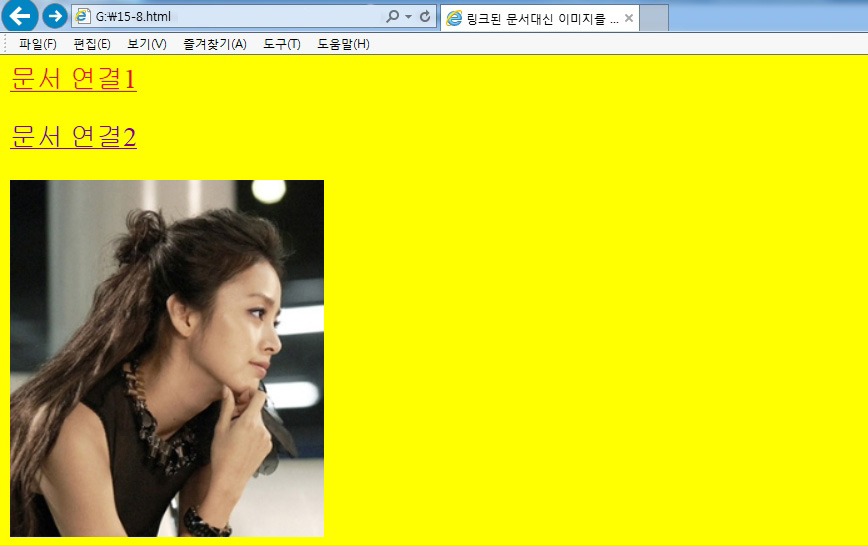 G:\15-8.html
링크된 문서대신 이미지를 ...
파일(F) 편집(E) 보기(V) 즐겨찾기(A) 도구(T) 도움말(H)
문서 연결1
문서 연결2